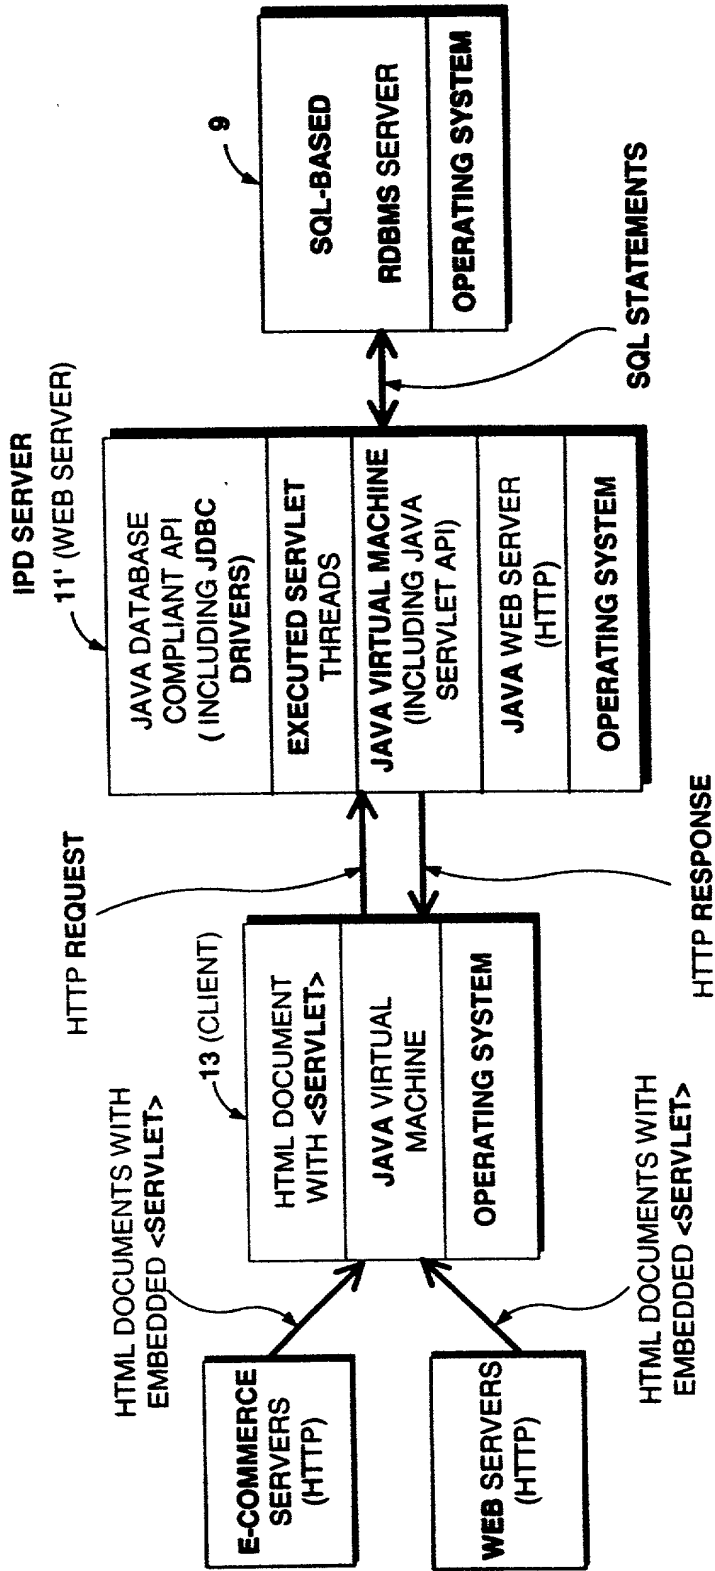 E-COMMERCE
SERVERS
(HTTP)
WEB SERVERS
(HTTP)
HTML DOCUMENTS WITH
EMBEDDED <SERVLET>
HTML DOCUMENTS WITH
EMBEDDED <SERVLET>
13 (CLIENT)
HTML DOCUMENT
WITH <SERVLET>
JAVA VIRTUAL
MACHINE
OPERATING SYSTEM
HTTP REQUEST
HTTP RESPONSE
IPD SERVER
11' (WEB SERVER)
JAVA DATABASE
COMPLIANT API
( INCLUDING JDBC
DRIVERS)
EXECUTED SERVLET
THREADS
JAVA VIRTUAL MACHINE
(INCLUDING JAVA
SERVLET API)
JAVA WEB SERVER
(HTTP)
OPERATING SYSTEM
SQL STATEMENTS
9
SQL-BASED
RDBMS SERVER
OPERATING SYSTEM